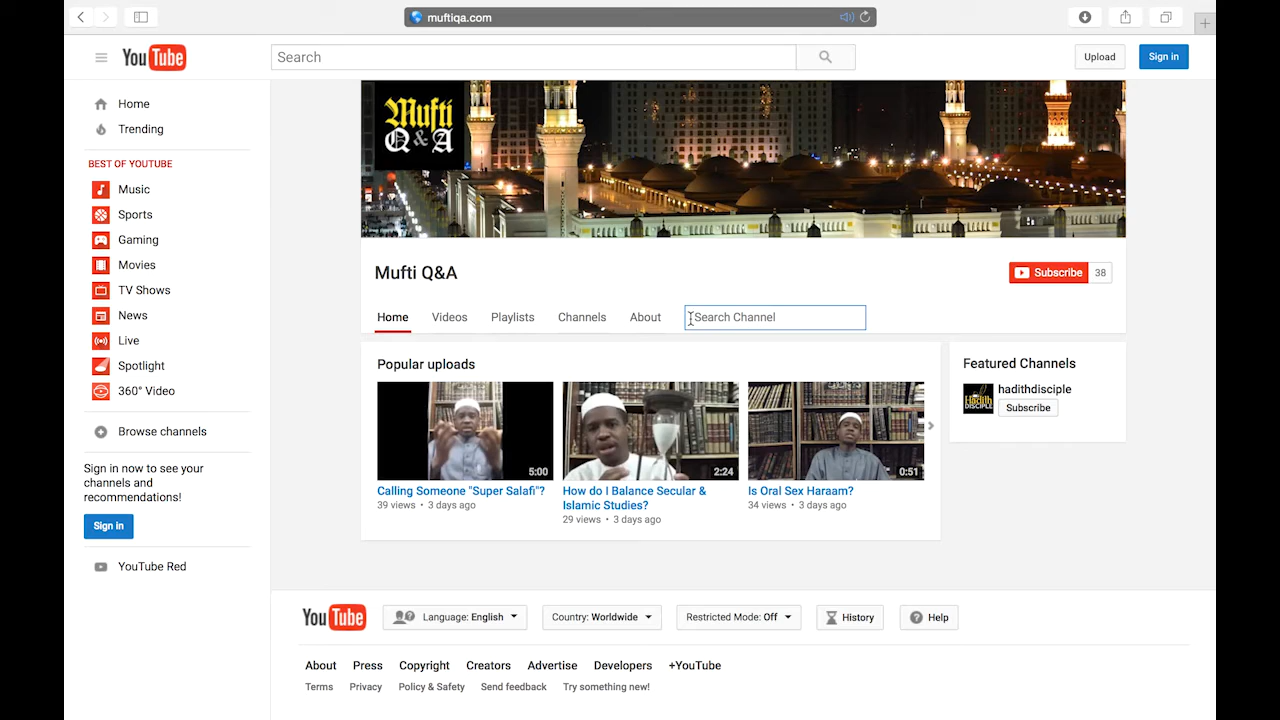 muftiqa.com
YouTube
Search
Upload
Sign in
Home
Trending
BEST OF YOUTUBE
Music
Sports
Gaming
Movies
TV Shows
News
Live
Spotlight
360° Video
Browse channels
Sign in now to see your
channels and
recommendations!
Sign in
YouTube Red
Mufti
Q&A
Mufti Q&A
Subscribe 38
Home Videos Playlists Channels About Search Channel
Popular uploads
5:00
Calling Someone "Super Salafi"?
39 views • 3 days ago
2:24
How do I Balance Secular &
Islamic Studies?
29 views • 3 days ago
0:51
Is Oral Sex Haraam?
34 views • 3 days ago
Featured Channels
Hadith
DISCIPLE
hadithdisciple
Subscribe
YouTube Language: English Country: Worldwide Restricted Mode: Off History Help
About Press Copyright Creators Advertise Developers +YouTube
Terms Privacy Policy & Safety Send feedback Try something new!